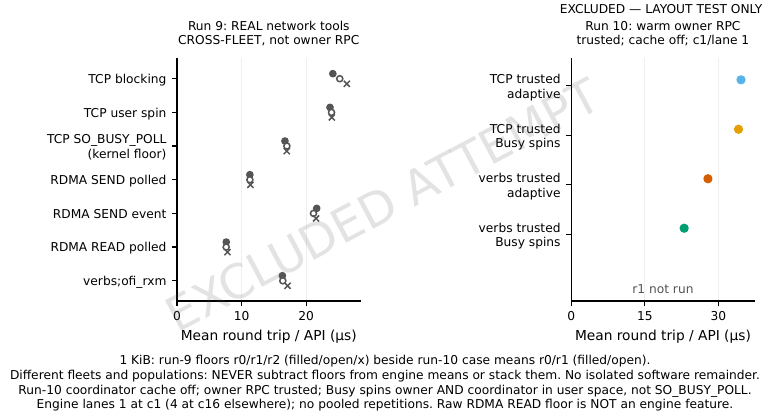 EXCLUDED — LAYOUT TEST ONLY
Run 9: REAL network tools
CROSS-FLEET, not owner RPC
Run 10: warm owner RPC
trusted; cache off; c1/lane 1
TCP blocking
TCP user spin
TCP SO_BUSY_POLL
(kernel floor)
RDMA SEND polled
RDMA SEND event
RDMA READ polled
verbs;ofi_rxm
0
10
20
Mean round trip / API (µs)
TCP trusted
adaptive
TCP trusted
Busy spins
verbs trusted
adaptive
verbs trusted
Busy spins
r1 not run
0
15
30
Mean round trip / API (µs)
EXCLUDED ATTEMPT
1 KiB: run-9 floors r0/r1/r2 (filled/open/x) beside run-10 case means r0/r1 (filled/open).
Different fleets and populations: NEVER subtract floors from engine means or stack them. No isolated software remainder.
Run-10 coordinator cache off; owner RPC trusted; Busy spins owner AND coordinator in user space, not SO_BUSY_POLL.
Engine lanes 1 at c1 (4 at c16 elsewhere); no pooled repetitions. Raw RDMA READ floor is NOT an engine feature.